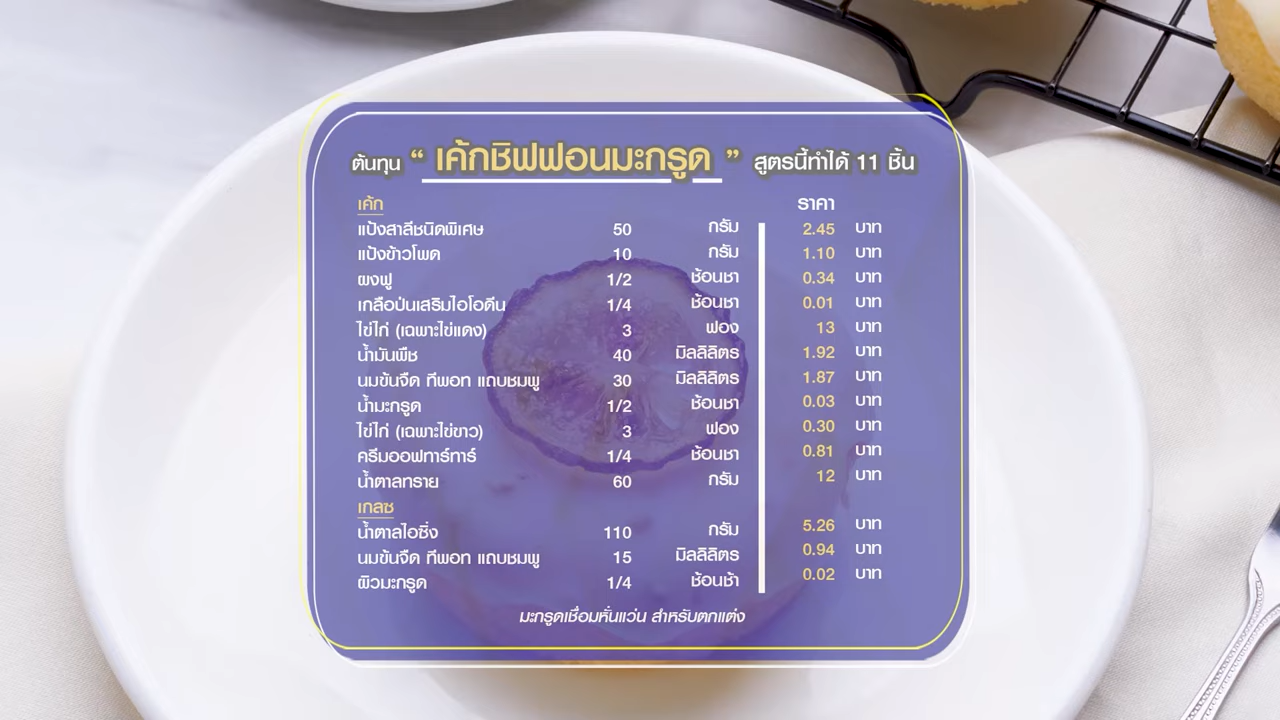 ต้นทุน “ เค้กชิฟฟอนมะกรูด ” สูตรนี้ทำได้ 11 ชิ้น
เค้ก ราคา
แป้งสาลีชนิดพิเศษ 50 กรัม 2.45 บาท
แป้งข้าวโพด 10 กรัม 1.10 บาท
ผงฟู 1/2 ช้อนชา 0.34 บาท
เกลือป่นเสริมไอโอดีน 1/4 ช้อนชา 0.01 บาท
ไข่ไก่ (เฉพาะไข่แดง) 3 ฟอง 13 บาท
น้ำมันพืช 40 มิลลิลิตร 1.92 บาท
นมข้นจืด ทีพอท แถบชมพู 30 มิลลิลิตร 1.87 บาท
น้ำมะกรูด 1/2 ช้อนชา 0.03 บาท
ไข่ไก่ (เฉพาะไข่ขาว) 3 ฟอง 0.30 บาท
ครีมออฟทาร์ทาร์ 1/4 ช้อนชา 0.81 บาท
น้ำตาลทราย 60 กรัม 12 บาท
เกลซ
น้ำตาลไอซิ่ง 110 กรัม 5.26 บาท
นมข้นจืด ทีพอท แถบชมพู 15 มิลลิลิตร 0.94 บาท
ผิวมะกรูด 1/4 ช้อนช้า 0.02 บาท
มะกรูดเชื่อมหั่นแว่น สำหรับตกแต่ง